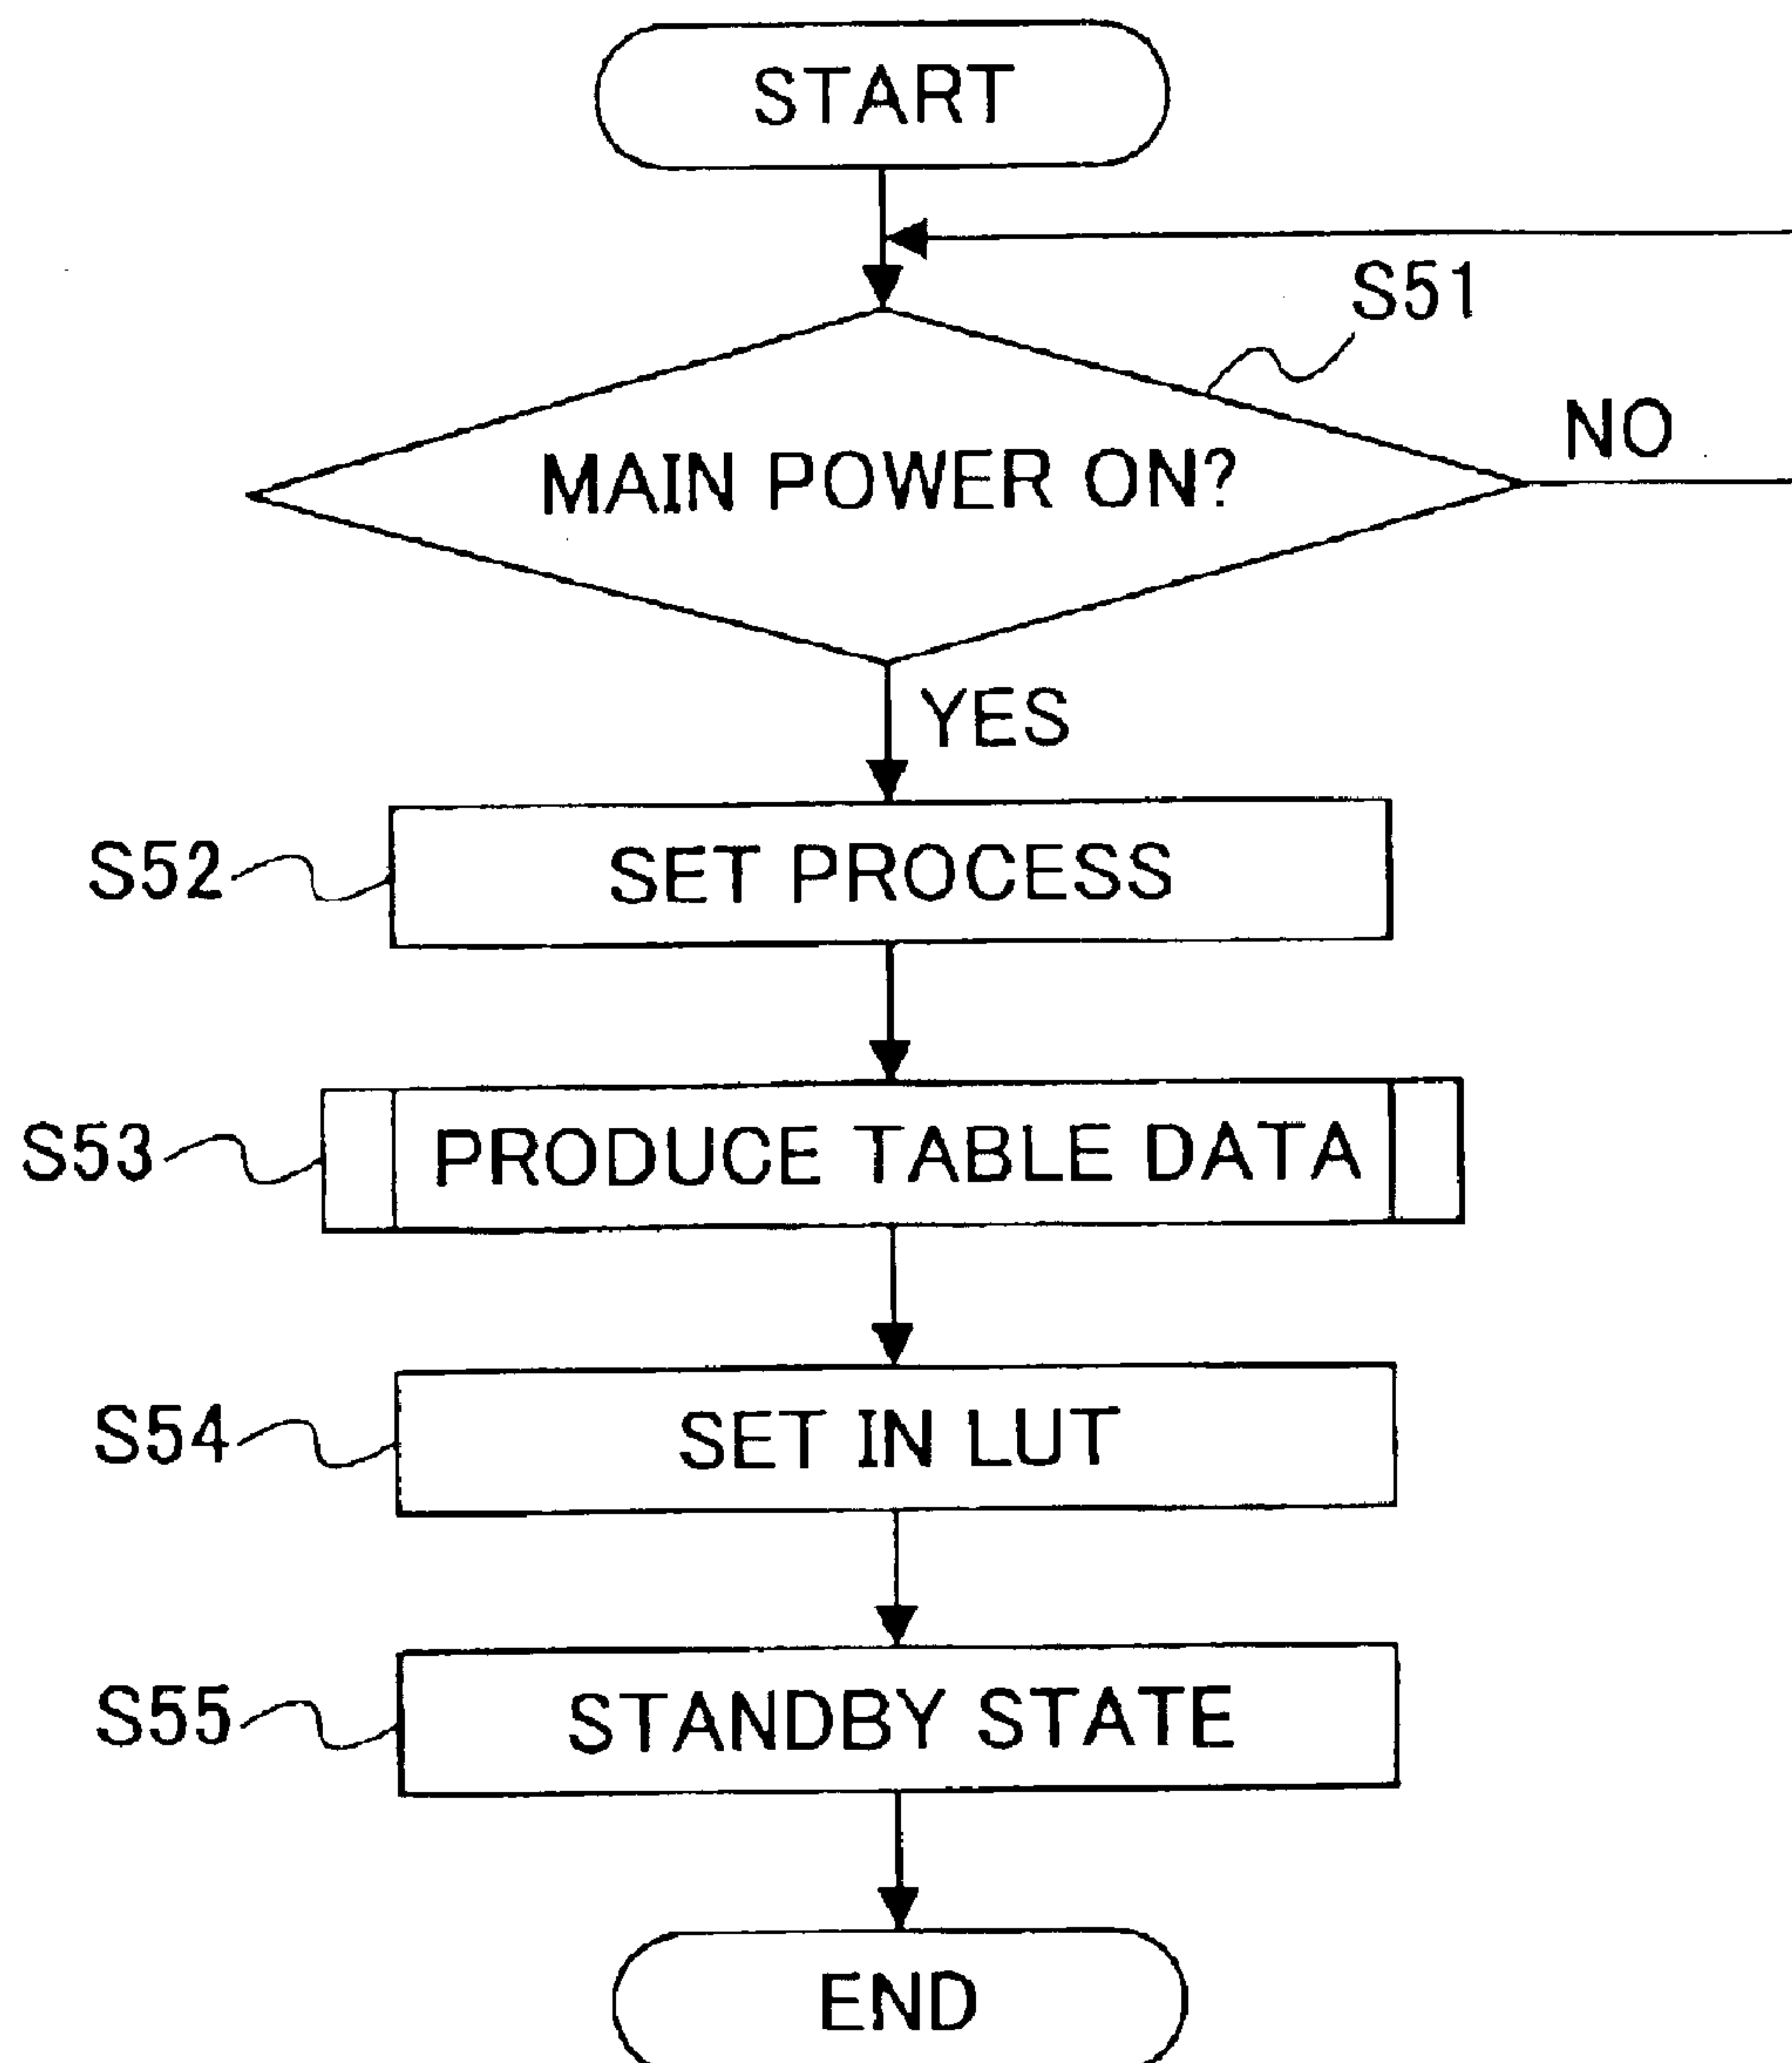 START
S51
MAIN POWER ON?
NO
YES
S52
SET PROCESS
S53
PRODUCE TABLE DATA
S54
SET IN LUT
S55
STANDBY STATE
END